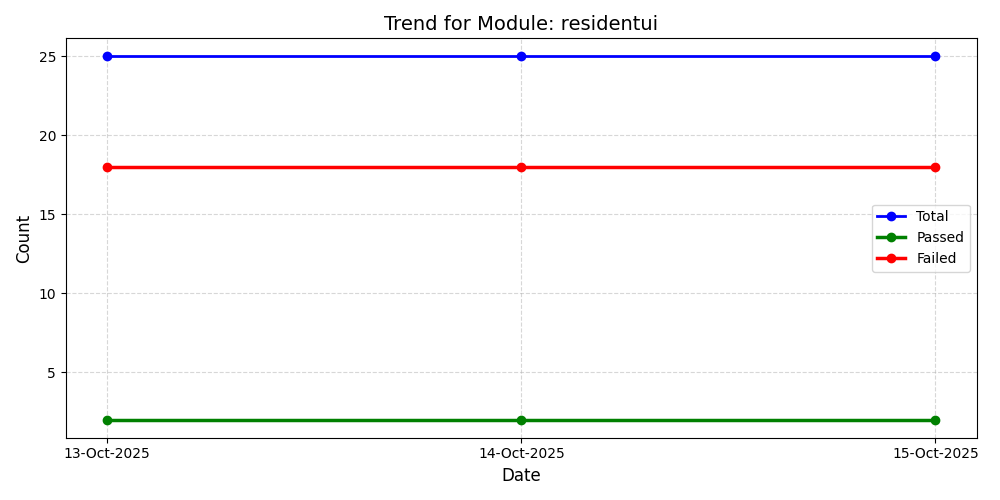 Trend for Module: residentui
25
20
15
10
5
Count
Total
Passed
Failed
13-Oct-2025
14-Oct-2025
15-Oct-2025
Date